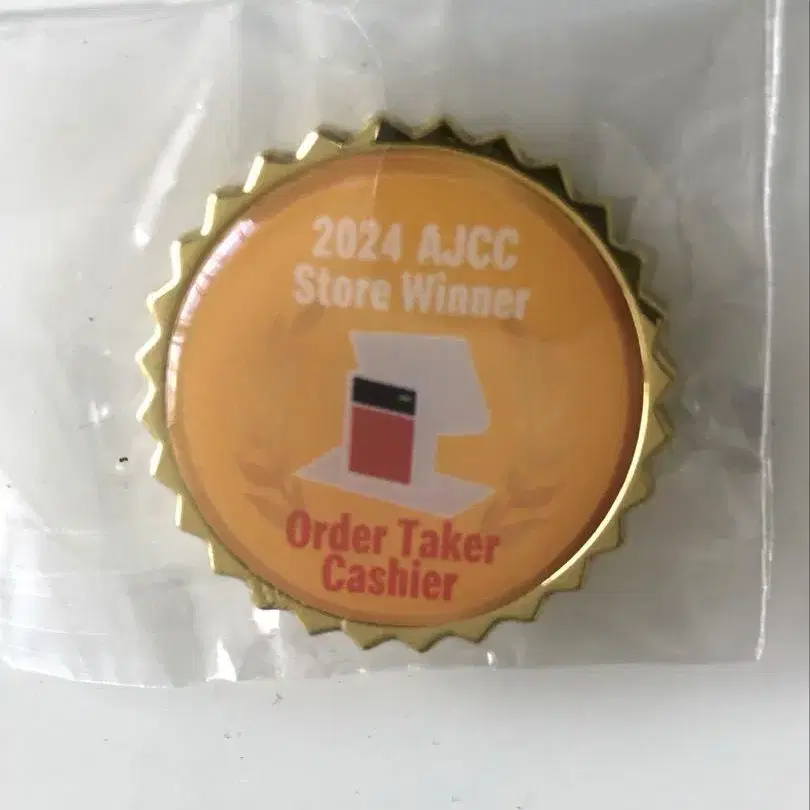 2024 AJCC
Store Winner
Order Taker
Cashier